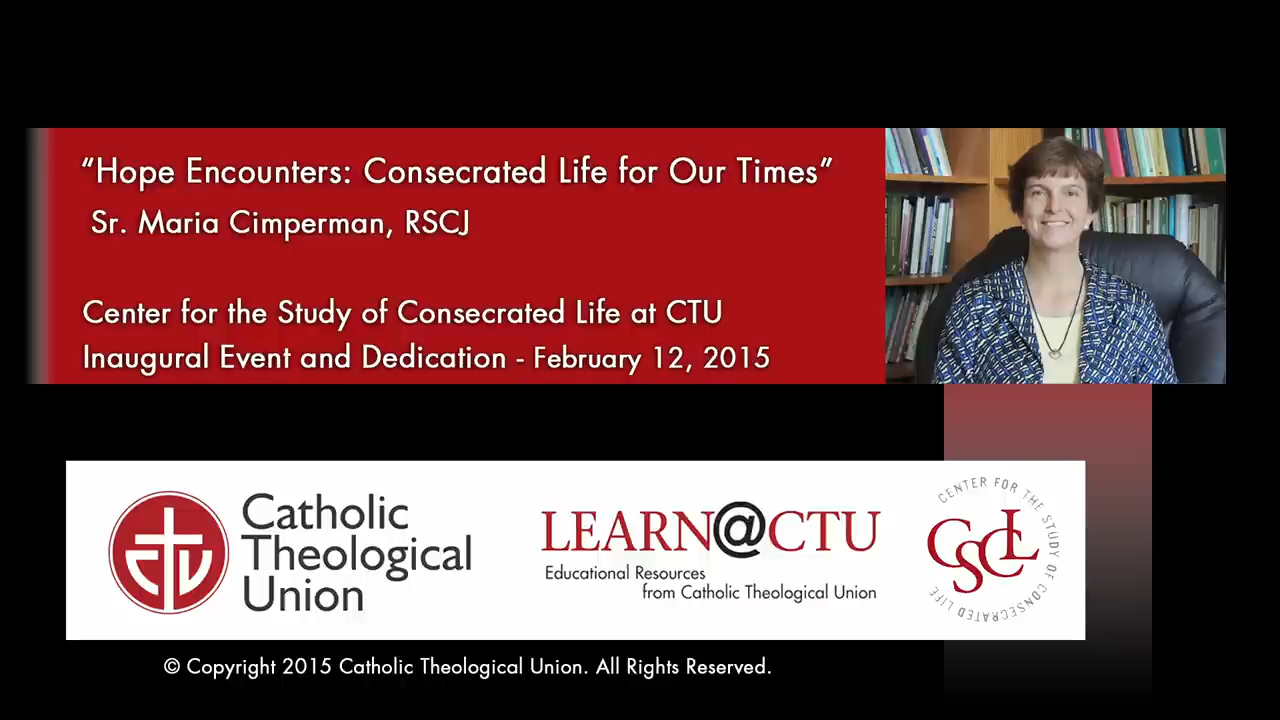 “Hope Encounters: Consecrated Life for Our Times”
Sr. Maria Cimperman, RSCJ
Center for the Study of Consecrated Life at CTU
Inaugural Event and Dedication - February 12, 2015
CTU
Catholic
Theological
Union
LEARN@CTU
Educational Resources
from Catholic Theological Union
CENTER FOR THE STUDY OF CONSECRATED LIFE
CSCL
© Copyright 2015 Catholic Theological Union. All Rights Reserved.